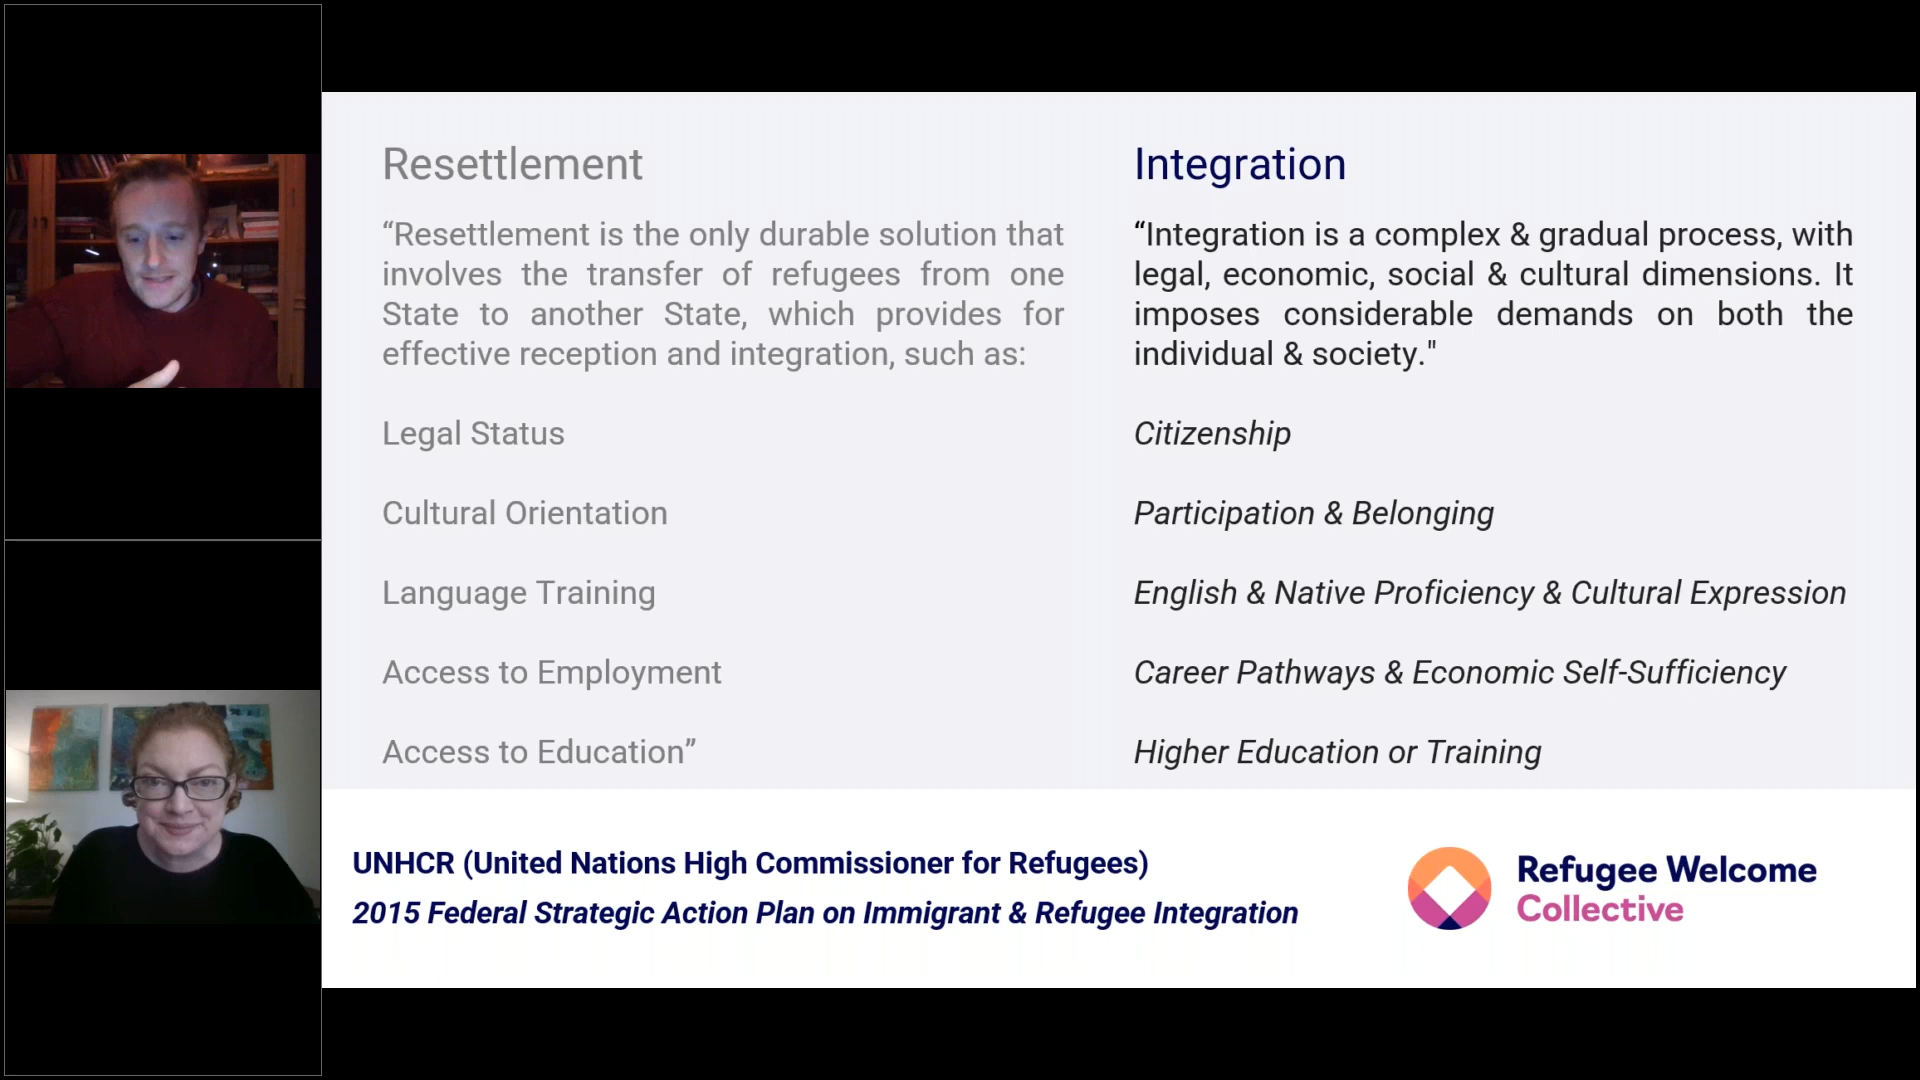 Resettlement
“Resettlement is the only durable solution that
involves the transfer of refugees from one
State to another State, which provides for
effective reception and integration, such as:
Legal Status
Cultural Orientation
Language Training
Access to Employment
Access to Education”
Integration
“Integration is a complex & gradual process, with
legal, economic, social & cultural dimensions. It
imposes considerable demands on both the
individual & society."
Citizenship
Participation & Belonging
English & Native Proficiency & Cultural Expression
Career Pathways & Economic Self-Sufficiency
Higher Education or Training
UNHCR (United Nations High Commissioner for Refugees)
2015 Federal Strategic Action Plan on Immigrant & Refugee Integration
Refugee Welcome
Collective